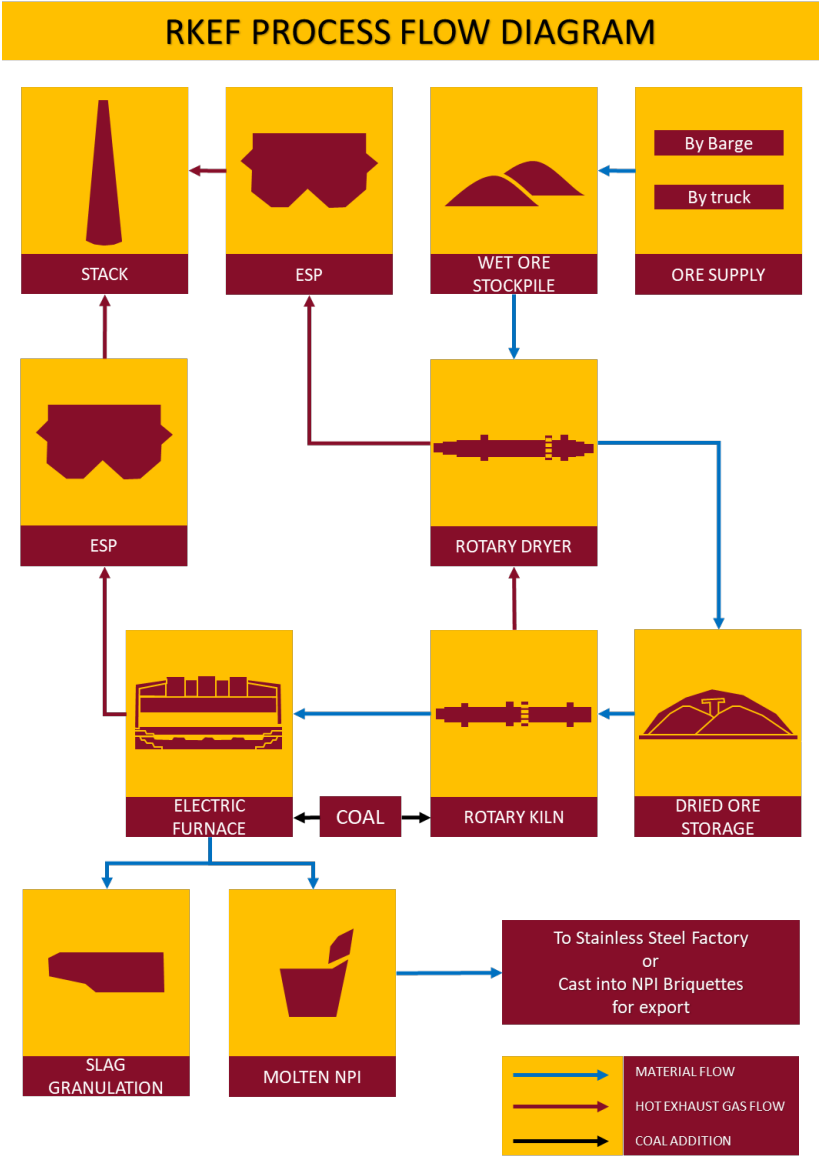 RKEF PROCESS FLOW DIAGRAM
STACK
ESP
WET ORE
STOCKPILE
By Barge
By truck
ORE SUPPLY
ESP
ROTARY DRYER
ELECTRIC
FURNACE
COAL
ROTARY KILN
DRIED ORE
STORAGE
SLAG
GRANULATION
MOLTEN NPI
To Stainless Steel Factory
or
Cast into NPI Briquettes
for export
MATERIAL FLOW
HOT EXHAUST GAS FLOW
COAL ADDITION